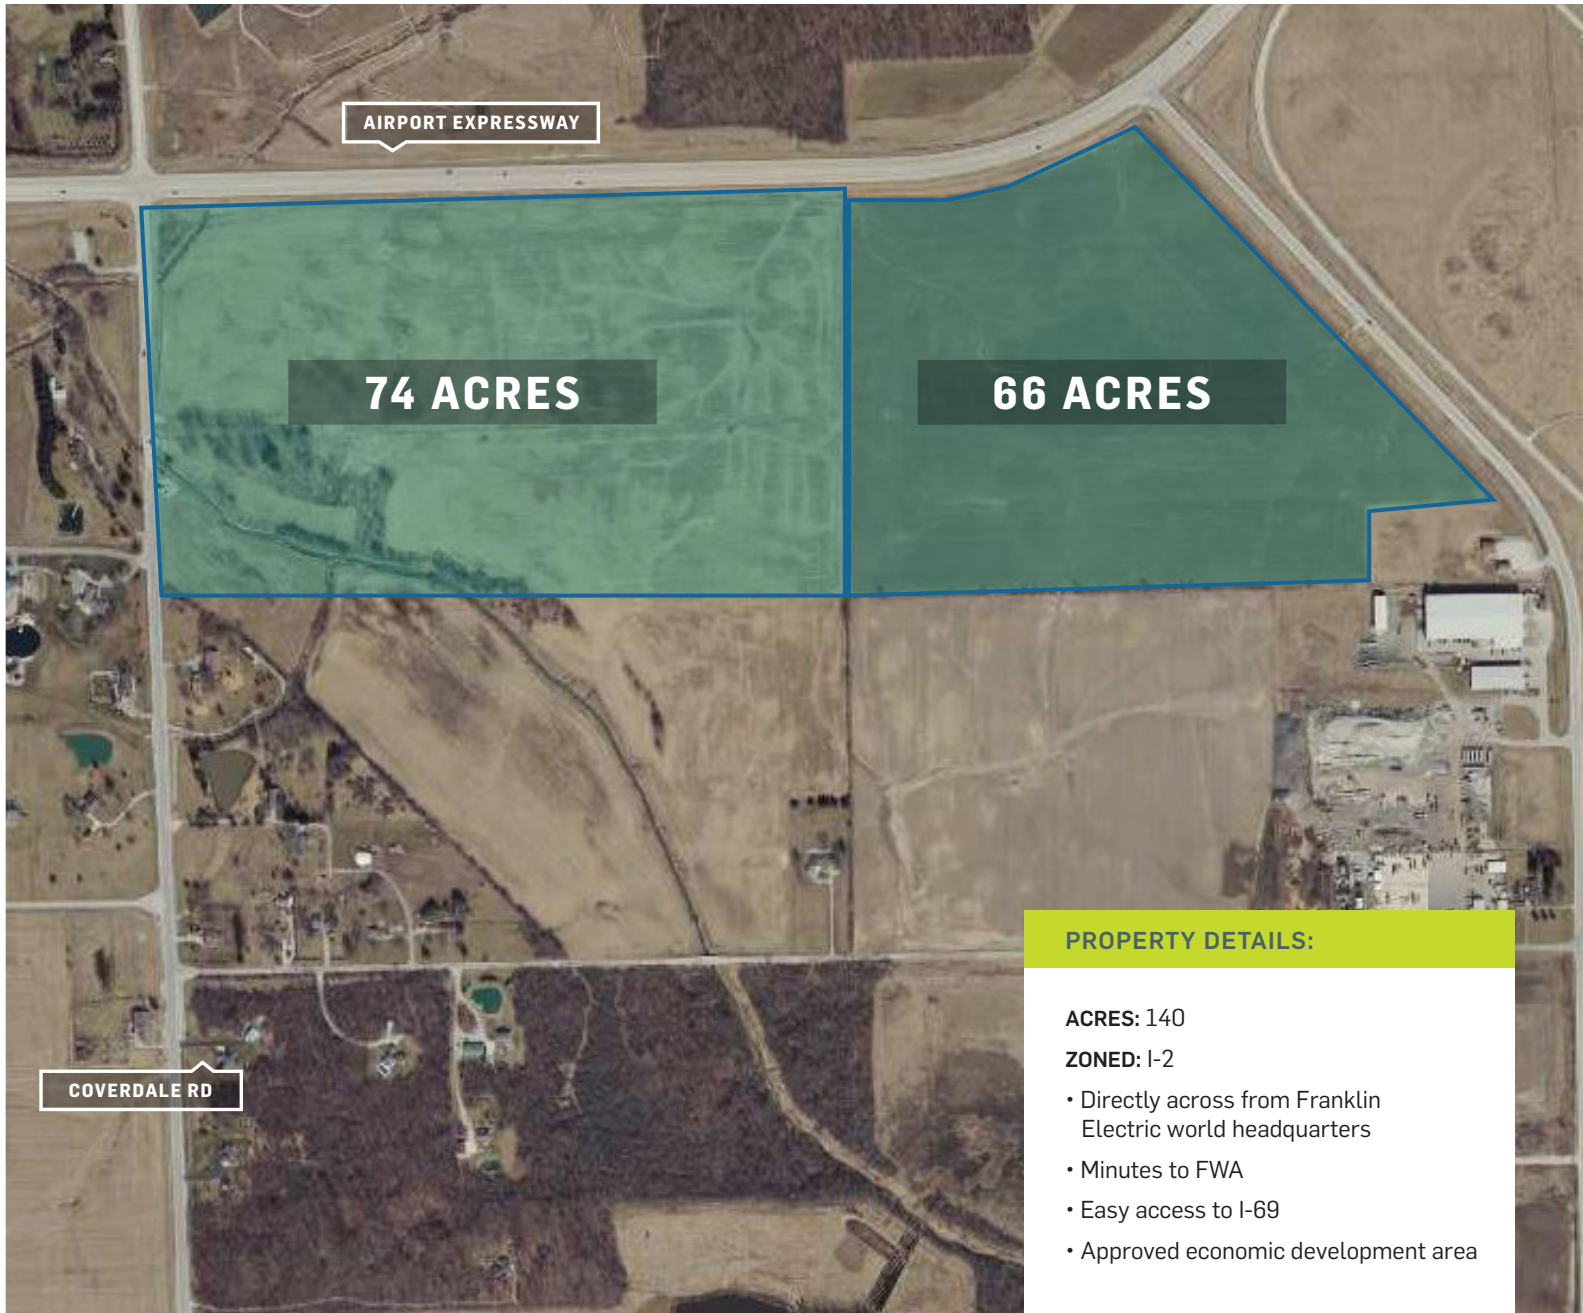 AIRPORT EXPRESSWAY
74 ACRES
66 ACRES
COVERDALE RD
PROPERTY DETAILS:
ACRES: 140
ZONED: I-2
• Directly across from Franklin
Electric world headquarters
• Minutes to FWA
• Easy access to I-69
• Approved economic development area